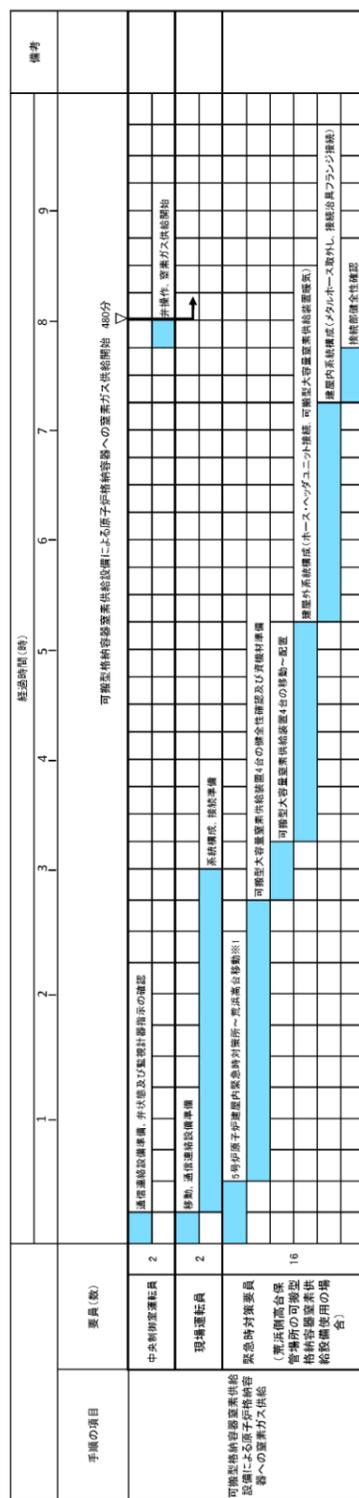 手順の項目
要員(数)
経過時間(時)
備考
1
2
3
4
5
6
7
8
9
可搬型格納容器窒素供給設備による原子炉格納容器への窒素ガス供給開始 480分
可搬型格納容器窒素供給
設備による原子炉格納容
器への窒素ガス供給
中央制御室運転員
2
通信連絡設備準備、弁状態及び監視計器指示の確認
弁操作、窒素ガス供給開始
現場運転員
2
移動、通信連絡設備準備
系統構成、接続準備
緊急時対策要員
(荒浜側高台保
管場所の可搬型
格納容器窒素供
給設備使用の場
合)
16
5号炉原子炉建屋内緊急時対策所～荒浜高台移動※1
可搬型大容量窒素供給装置4台の健全性確認及び資機材準備
可搬型大容量窒素供給装置4台の移動～配置
建屋外系統構成(ホース・ヘッダユニット接続、可搬型大容量窒素供給装置暖気)
建屋内系統構成(メタルホース取外し、接続治具フランジ接続)
接続部健全性確認